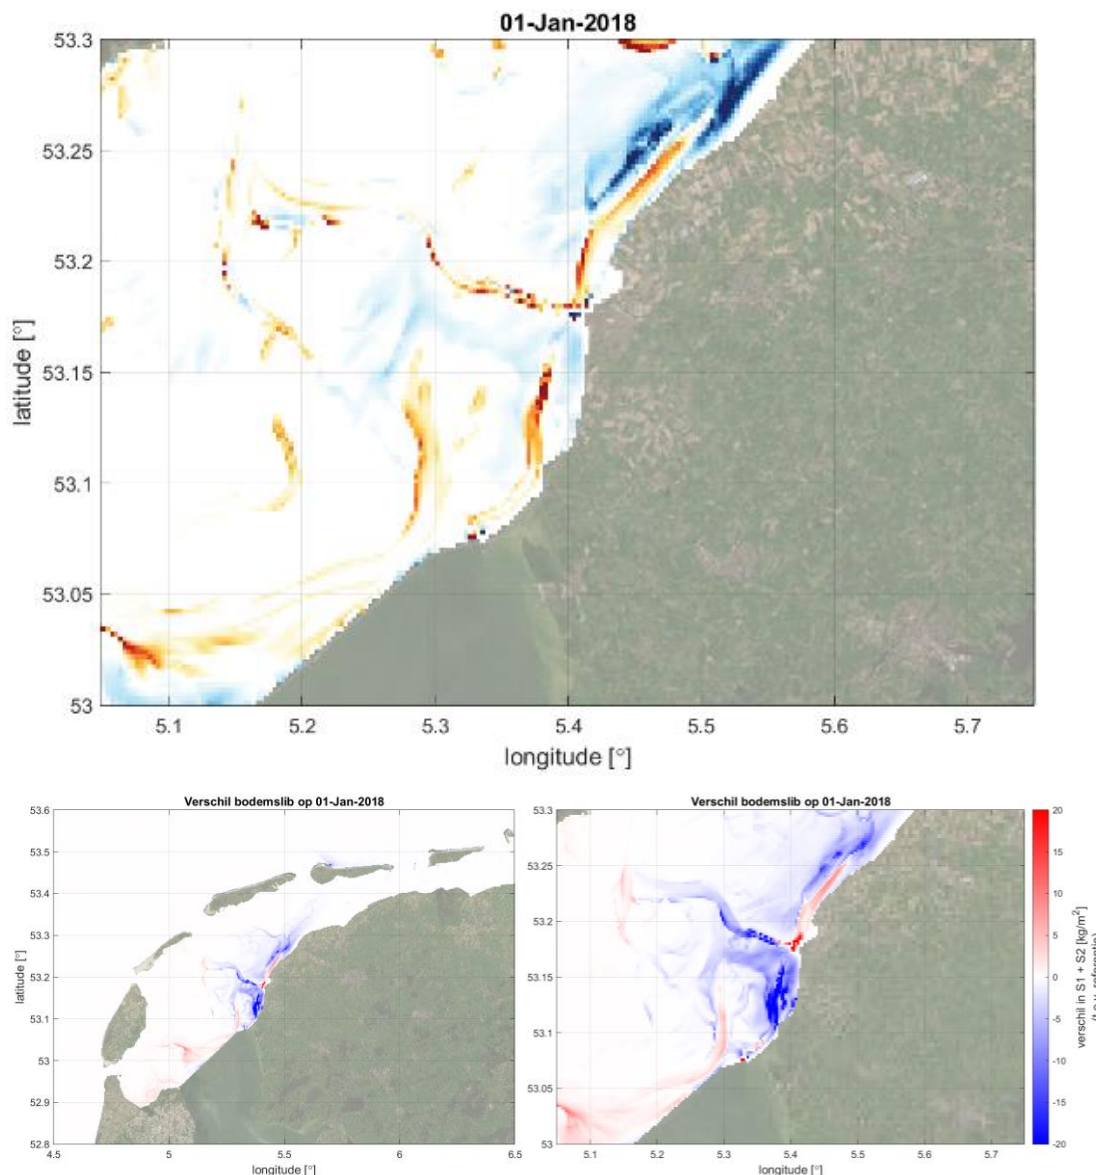 01-Jan-2018
53.3
53.25
53.2
53.15
53.1
53.05
53
latitude [°]
5.1 5.2 5.3 5.4 5.5 5.6 5.7
longitude [°]
Verschil bodemslib op 01-Jan-2018
53.6
53.5
53.4
53.3
53.2
53.1
53
52.9
52.8
latitude [°]
4.5 5 5.5 6 6.5
longitude [°]
Verschil bodemslib op 01-Jan-2018
53.3
53.25
53.2
53.15
53.1
53.05
53
5.1 5.2 5.3 5.4 5.5 5.6 5.7
longitude [°]
20
15
10
5
0
-5
-10
-15
-20
verschil in S1 + S2 [kg/m²]
(t.o.v. referentie)